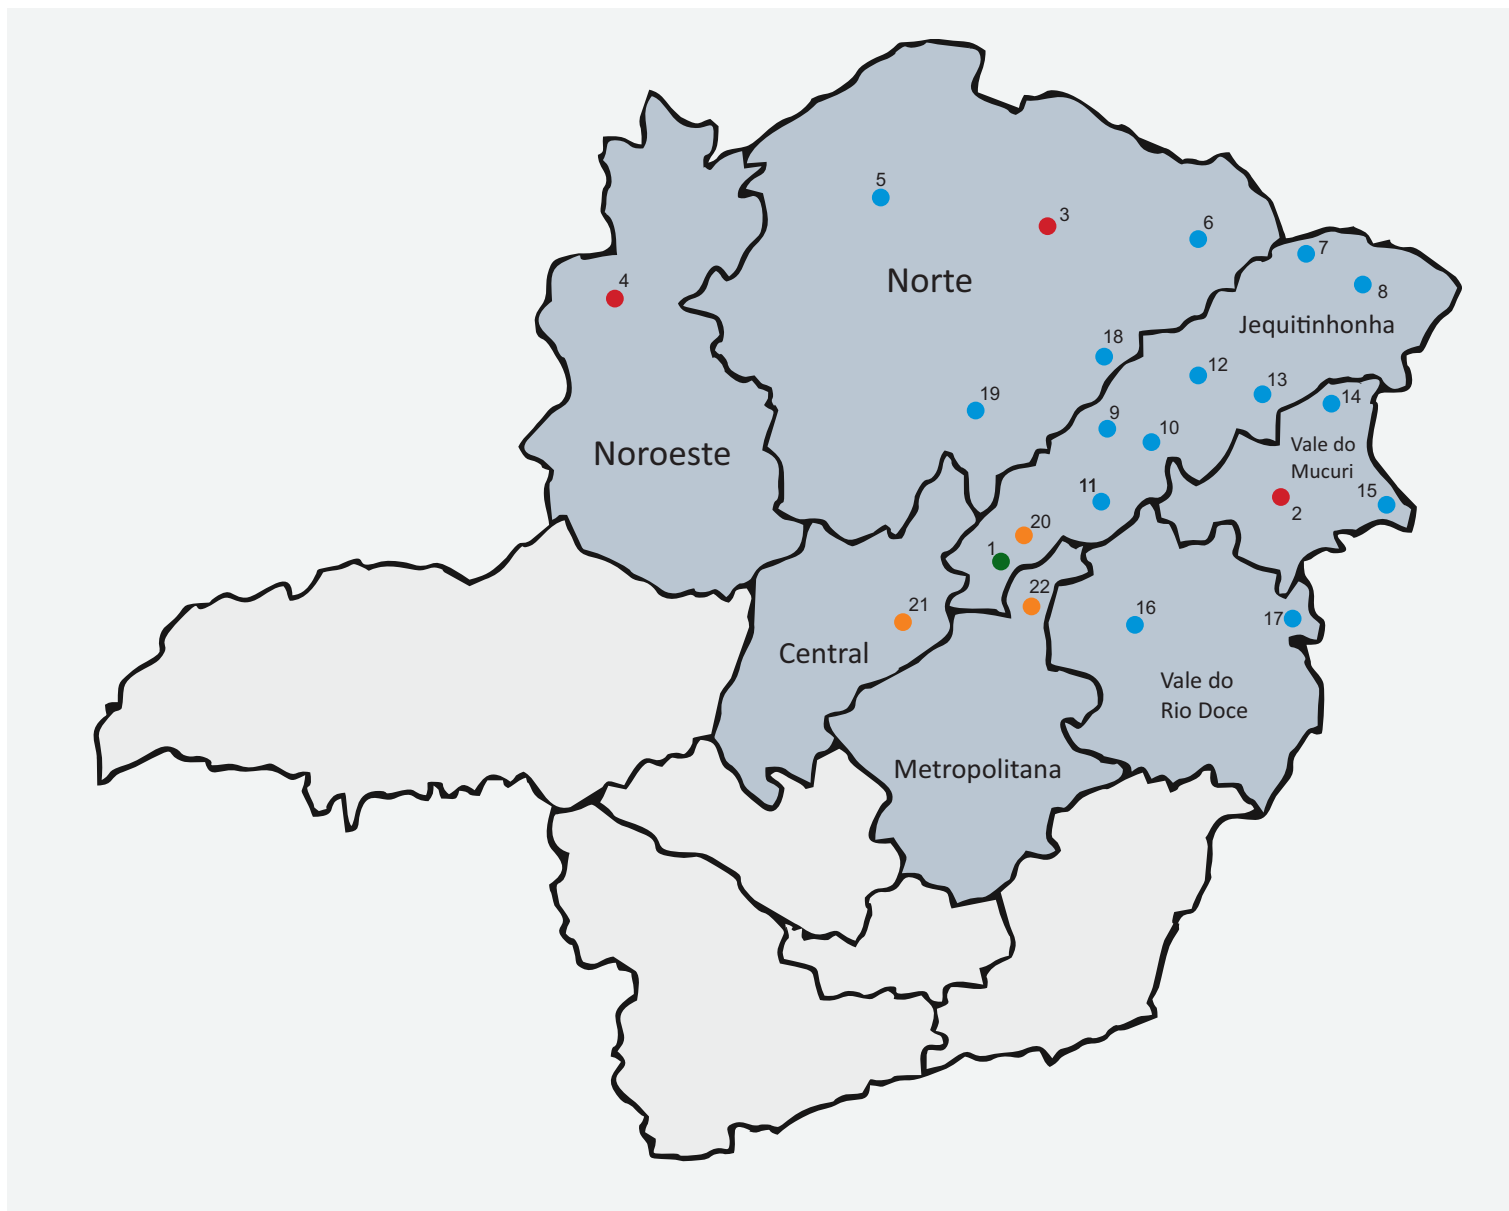 5
3
6
7
4
8
Norte
Jequitinhonha
18
12
13
14
19
9
10
Noroeste
Vale do
Mucuri
11
15
2
20
1
22
21
16
17
Central
Vale do
Rio Doce
Metropolitana